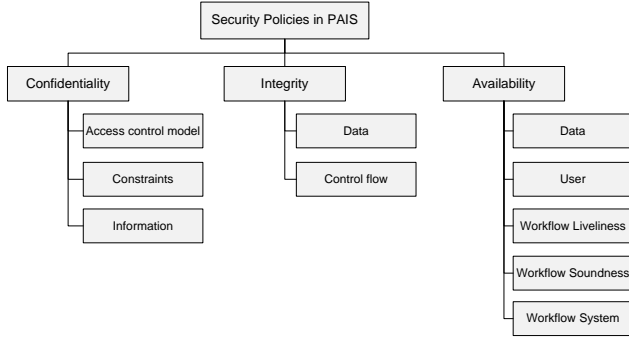 Security Policies in PAIS
Confidentiality
Integrity
Availability
Access control model
Data
Data
Constraints
Control flow
User
Information
Workflow Liveliness
Workflow Soundness
Workflow System